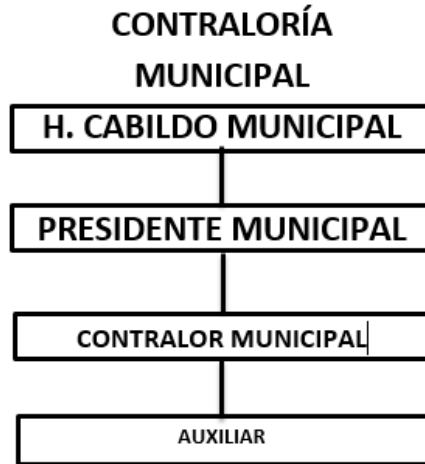 CONTRALORÍA
MUNICIPAL
H. CABILDO MUNICIPAL
PRESIDENTE MUNICIPAL
CONTRALOR MUNICIPAL
AUXILIAR